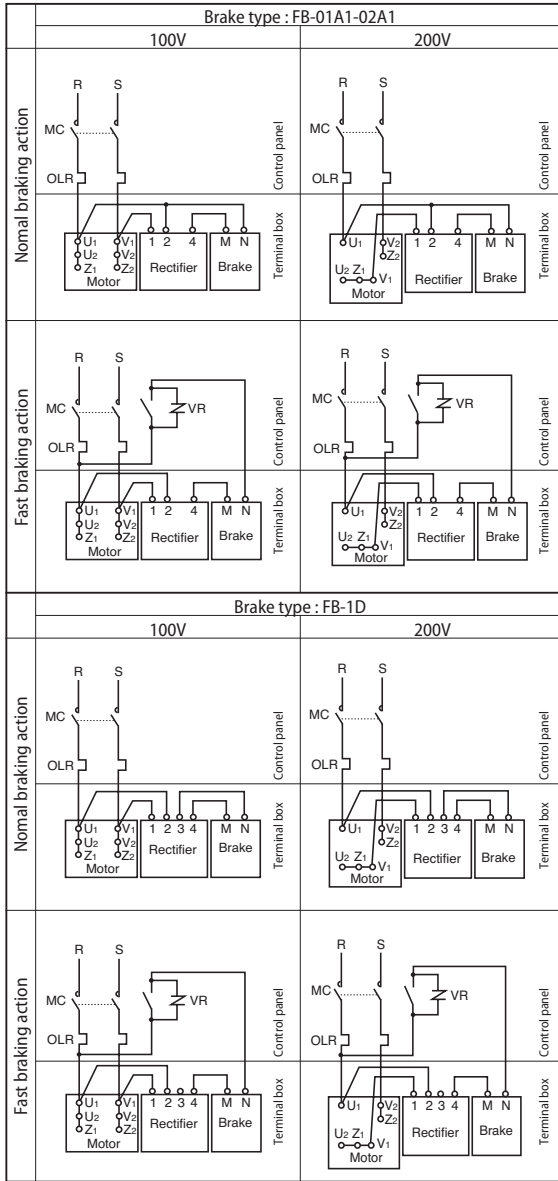 Brake type : FB-01A1-02A1
100V 200V
Nomal braking action
R S
MC
OLR
Control panel
U1 V1 1 2 4 M N
U2 V2
Z1 Z2 Rectifier Brake
Motor
Terminal box
R S
MC
OLR
Control panel
U1 V2 1 2 4 M N
Z2
U2 Z1 V1 Rectifier Brake
Motor
Terminal box
Fast braking action
R S
MC VR
OLR
Control panel
U1 V1 1 2 4 M N
U2 V2
Z1 Z2 Rectifier Brake
Motor
Terminal box
R S
MC VR
OLR
Control panel
U1 V2 1 2 4 M N
Z2
U2 Z1 V1 Rectifier Brake
Motor
Terminal box
Brake type : FB-1D
100V 200V
Nomal braking action
R S
MC
OLR
Control panel
U1 V1 1 2 3 4 M N
U2 V2
Z1 Z2 Rectifier Brake
Motor
Terminal box
R S
MC
OLR
Control panel
U1 V2 1 2 3 4 M N
Z2
U2 Z1 V1 Rectifier Brake
Motor
Terminal box
Fast braking action
R S
MC VR
OLR
Control panel
U1 V1 1 2 3 4 M N
U2 V2
Z1 Z2 Rectifier Brake
Motor
Terminal box
R S
MC VR
OLR
Control panel
U1 V2 1 2 3 4 M N
Z2
U2 Z1 V1 Rectifier Brake
Motor
Terminal box